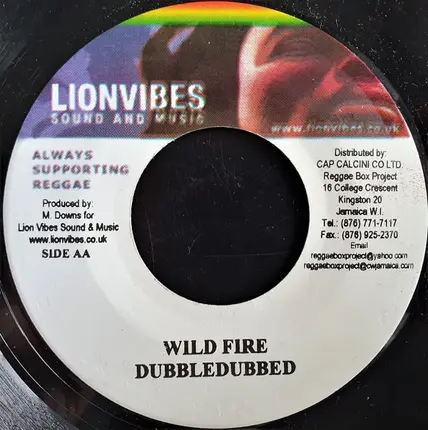 LIONVIBES
SOUND AND MUSIC
www.lionvibes.co.uk
ALWAYS
SUPPORTING
REGGAE
Produced by:
M. Downs for
Lion Vibes Sound & Music
www.lionvibes.co.uk
SIDE AA
Distributed by:
CAP CALCINI CO LTD.
Reggae Box Project
16 College Crescent
Kingston 20
Jamaica W.I.
Tel.: (876) 771-7117
Fax.: (876) 925-2370
Email
reggaeboxproject@yahoo.com
reggaeboxproject@cwjamaica.com
WILD FIRE
DUBBLEDUBBED